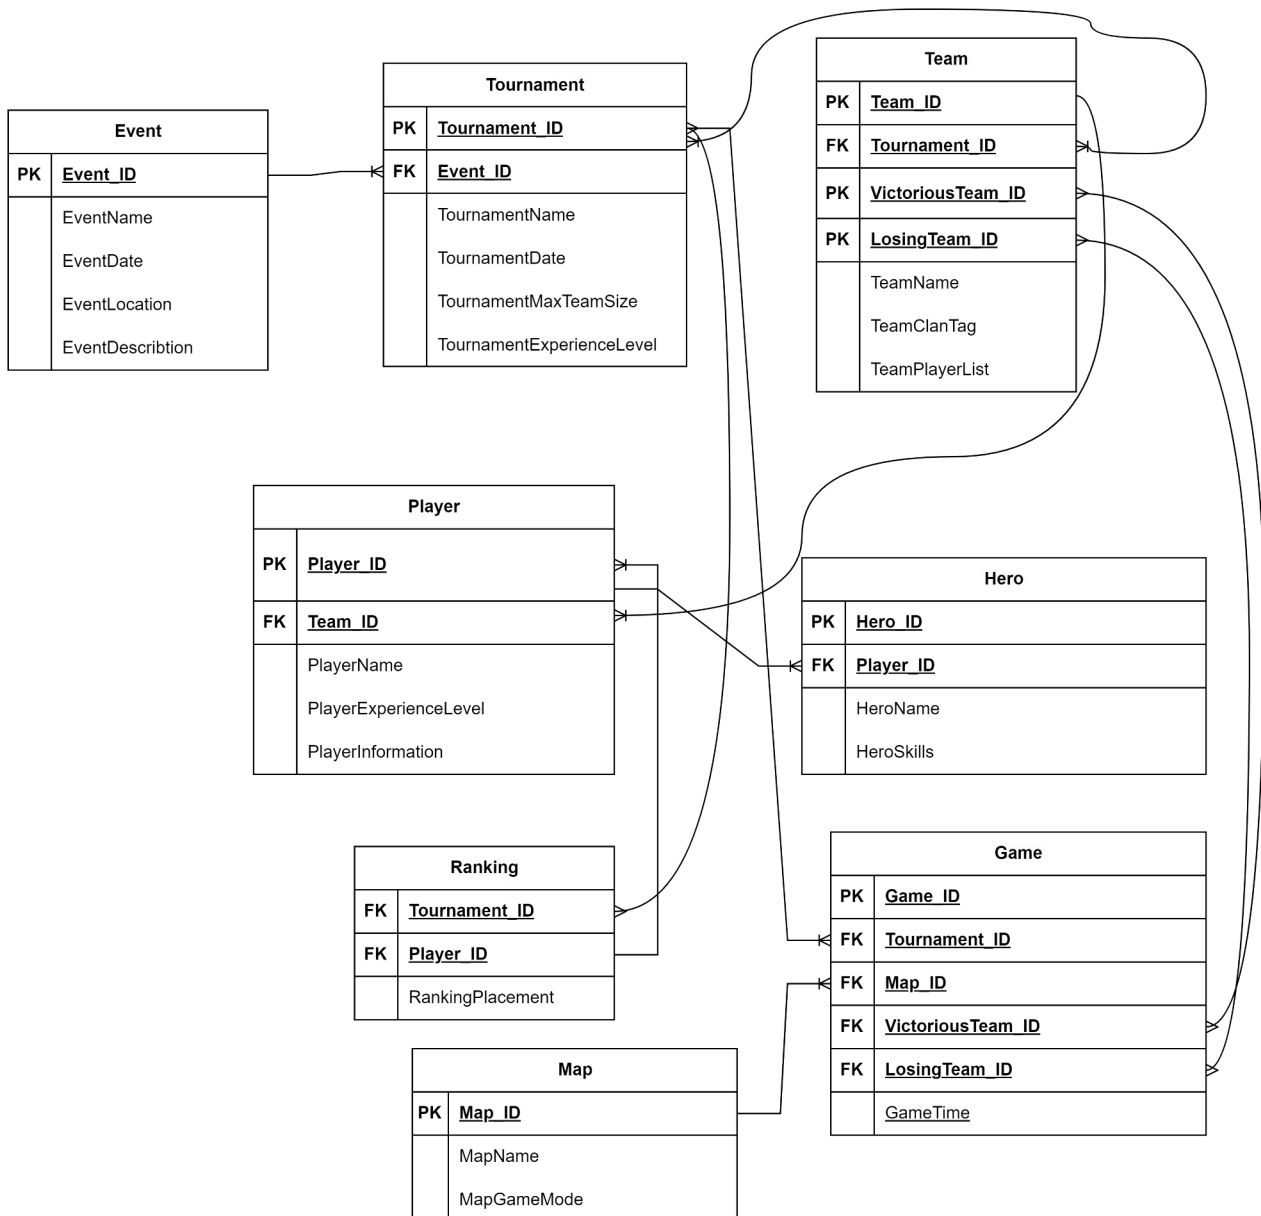 Event
PK Event_ID
EventName
EventDate
EventLocation
EventDescribtion
Tournament
PK Tournament_ID
FK Event_ID
TournamentName
TournamentDate
TournamentMaxTeamSize
TournamentExperienceLevel
Team
PK Team_ID
FK Tournament_ID
PK VictoriousTeam_ID
PK LosingTeam_ID
TeamName
TeamClanTag
TeamPlayerList
Player
PK Player_ID
FK Team_ID
PlayerName
PlayerExperienceLevel
PlayerInformation
Hero
PK Hero_ID
FK Player_ID
HeroName
HeroSkills
Ranking
FK Tournament_ID
FK Player_ID
RankingPlacement
Game
PK Game_ID
FK Tournament_ID
FK Map_ID
FK VictoriousTeam_ID
FK LosingTeam_ID
GameTime
Map
PK Map_ID
MapName
MapGameMode